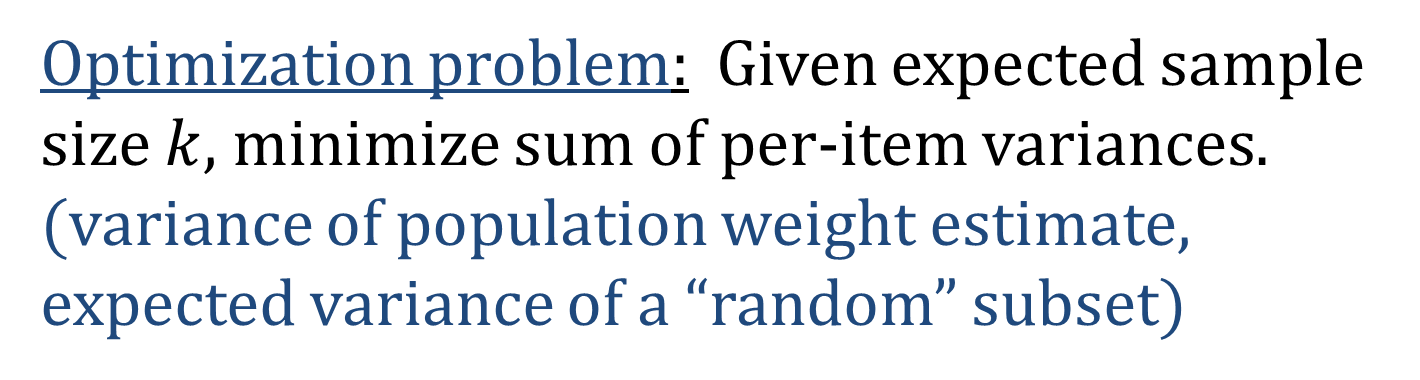 Optimization problem: Given expected sample
size k, minimize sum of per-item variances.
(variance of population weight estimate,
expected variance of a “random” subset)